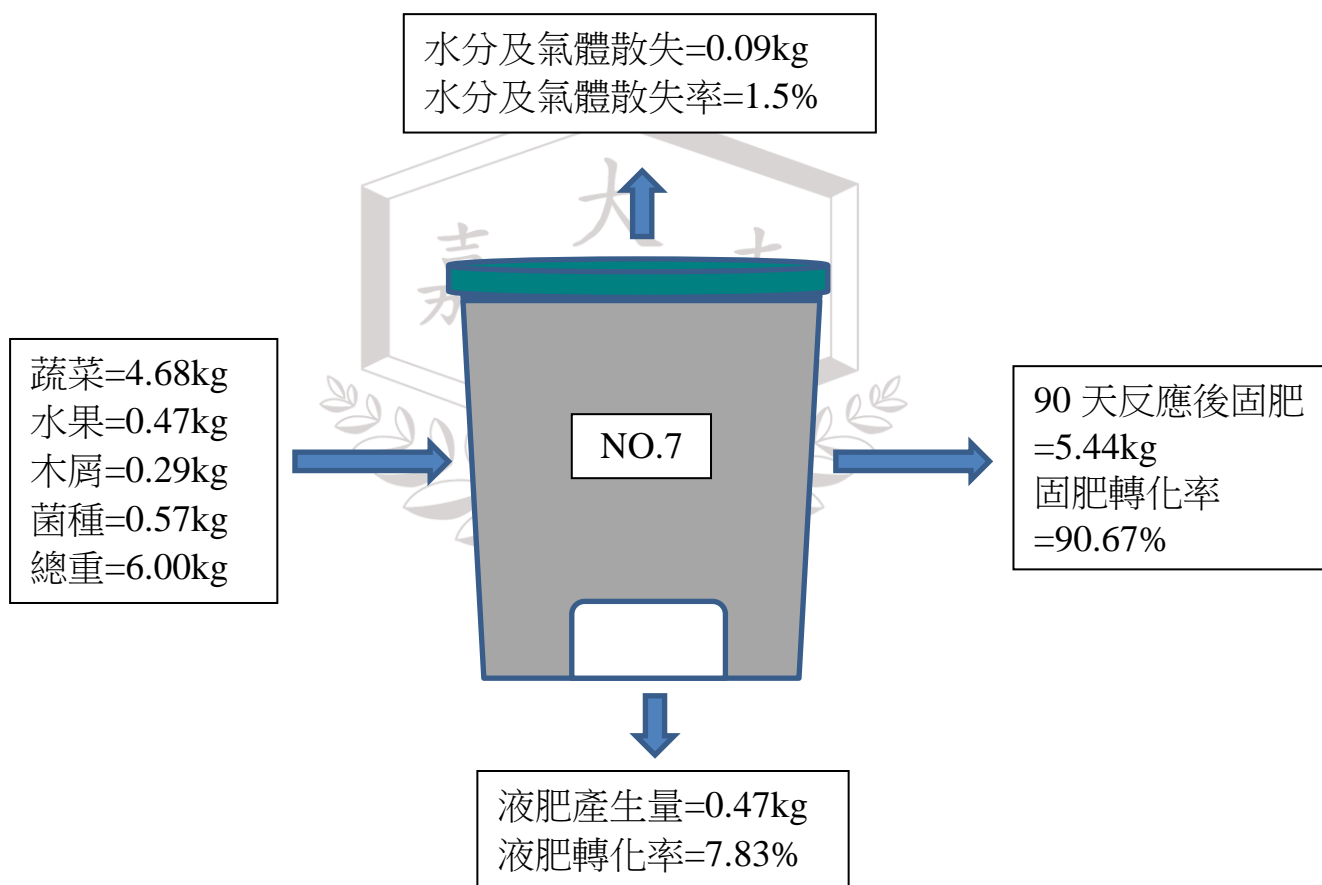 水分及氣體散失=0.09kg
水分及氣體散失率=1.5%
大
嘉
蔬菜=4.68kg
水果=0.47kg
木屑=0.29kg
菌種=0.57kg
總重=6.00kg
NO.7
90 天反應後固肥
=5.44kg
固肥轉化率
=90.67%
液肥產生量=0.47kg
液肥轉化率=7.83%